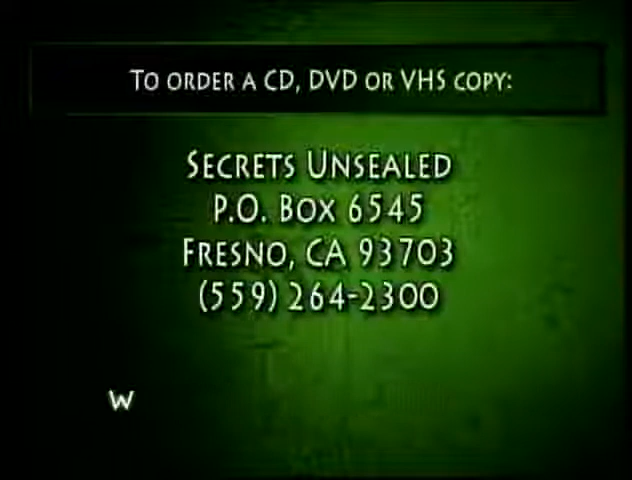 To order a CD, DVD or VHS copy:
Secrets Unsealed
P.O. Box 6545
Fresno, CA 93703
(559) 264-2300
W